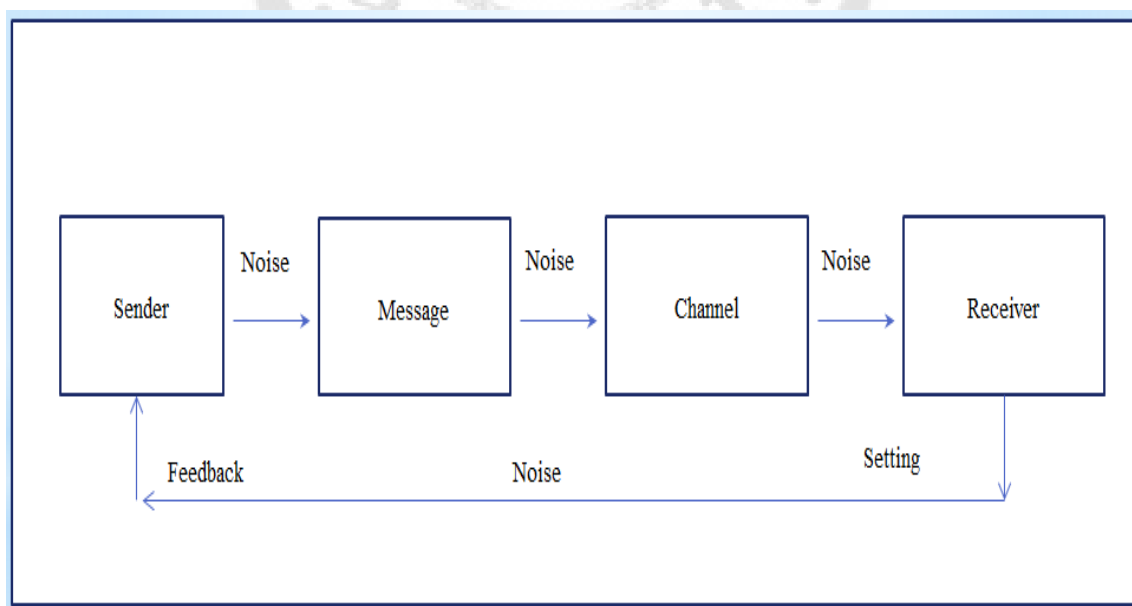 Noise
Noise
Noise
Sender
Message
Channel
Receiver
Feedback
Noise
Setting